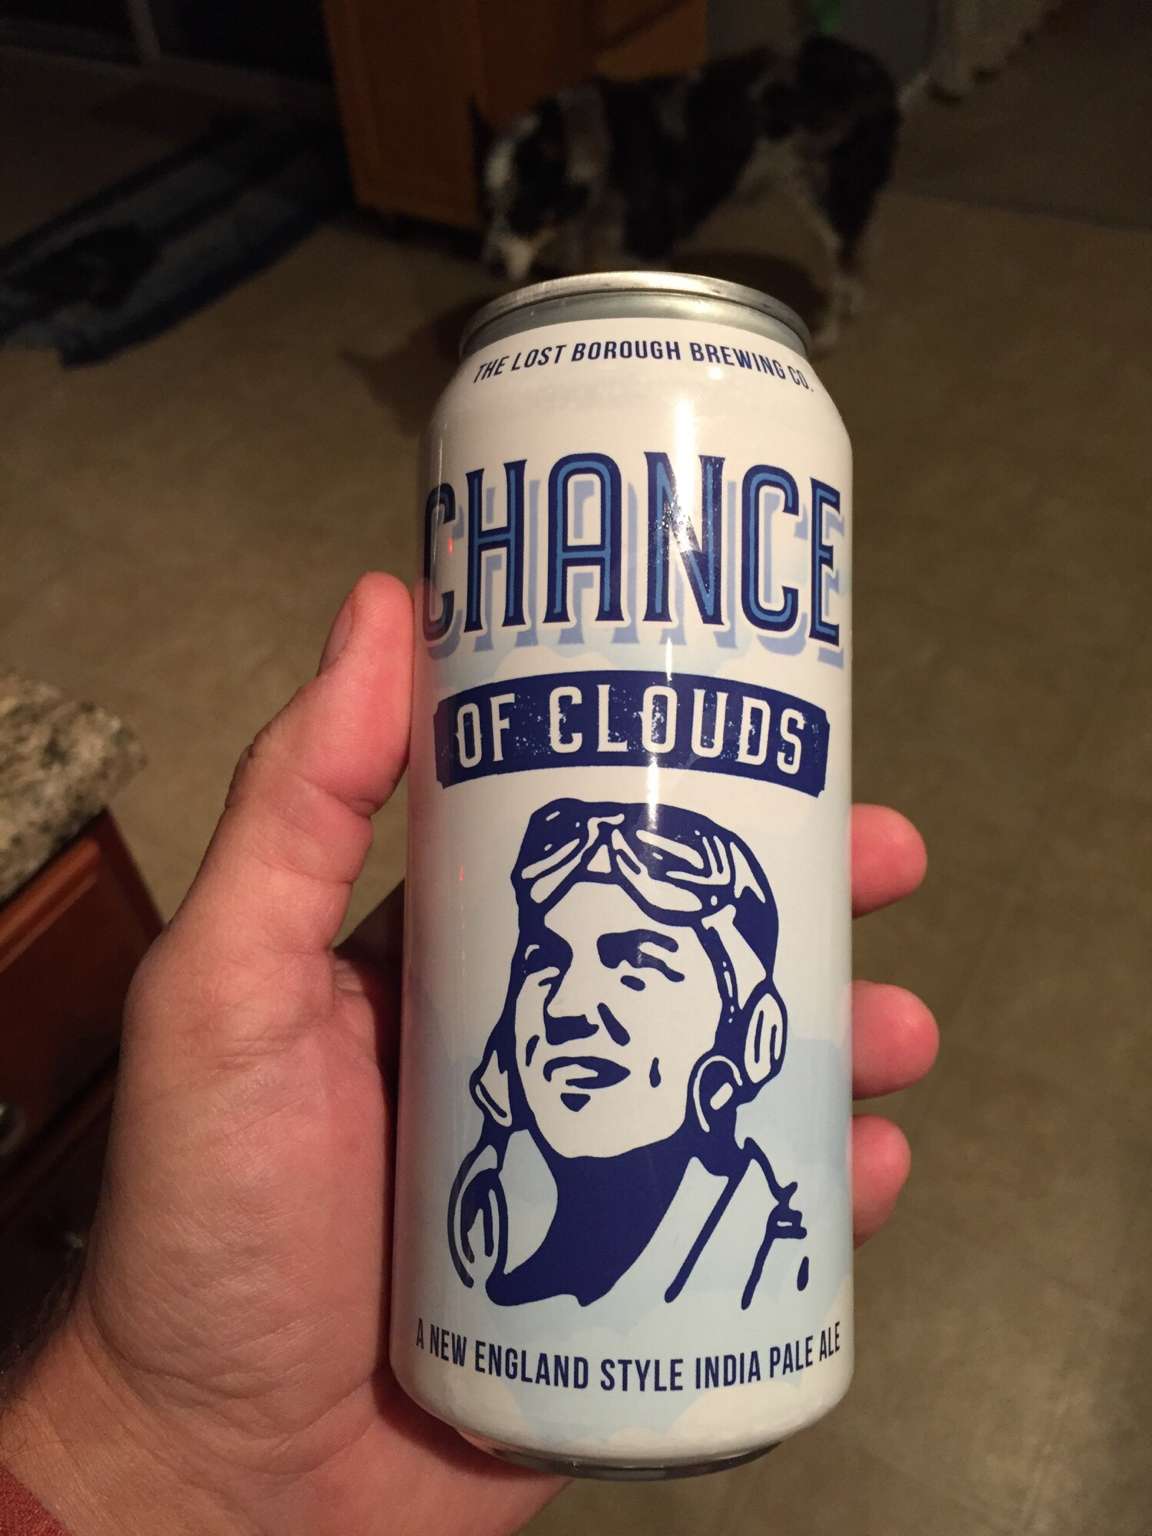 THE LOST BOROUGH BREWING CO.
CHANCE
OF CLOUDS
A NEW ENGLAND STYLE INDIA PALE ALE